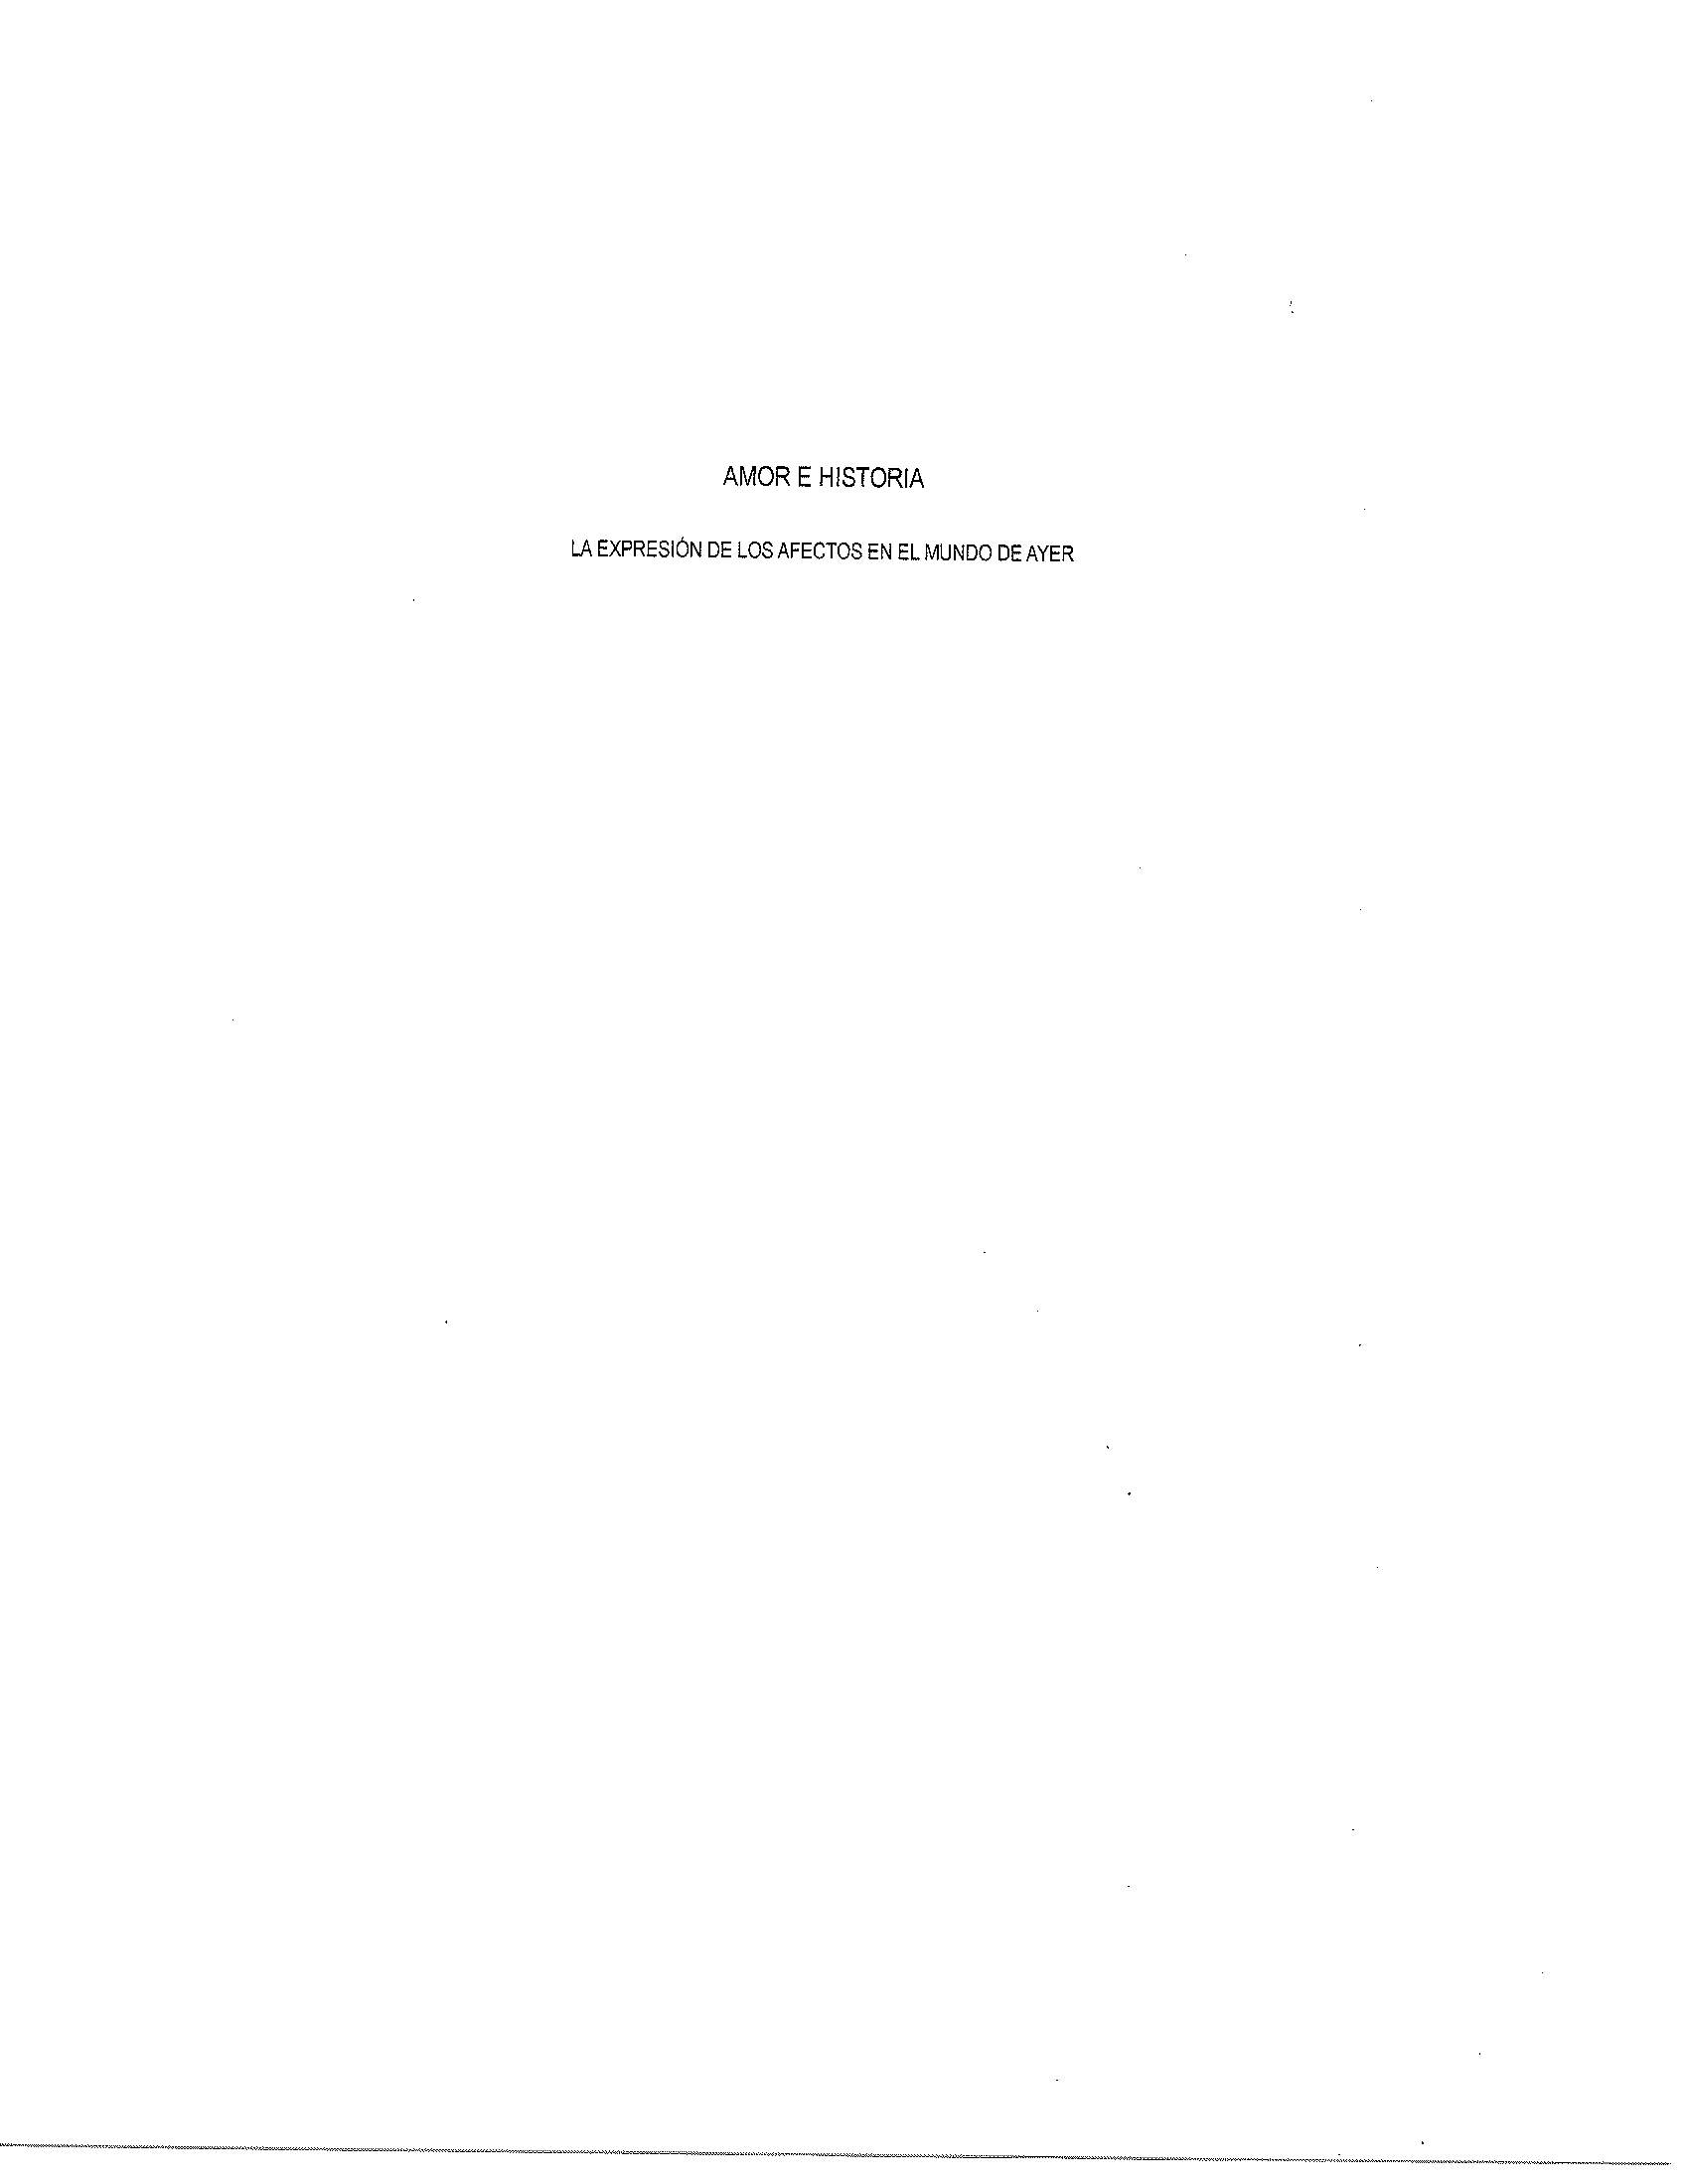 AMOR E HISTORIA
LA EXPRESIÓN DE LOS AFECTOS EN EL MUNDO DE AYER